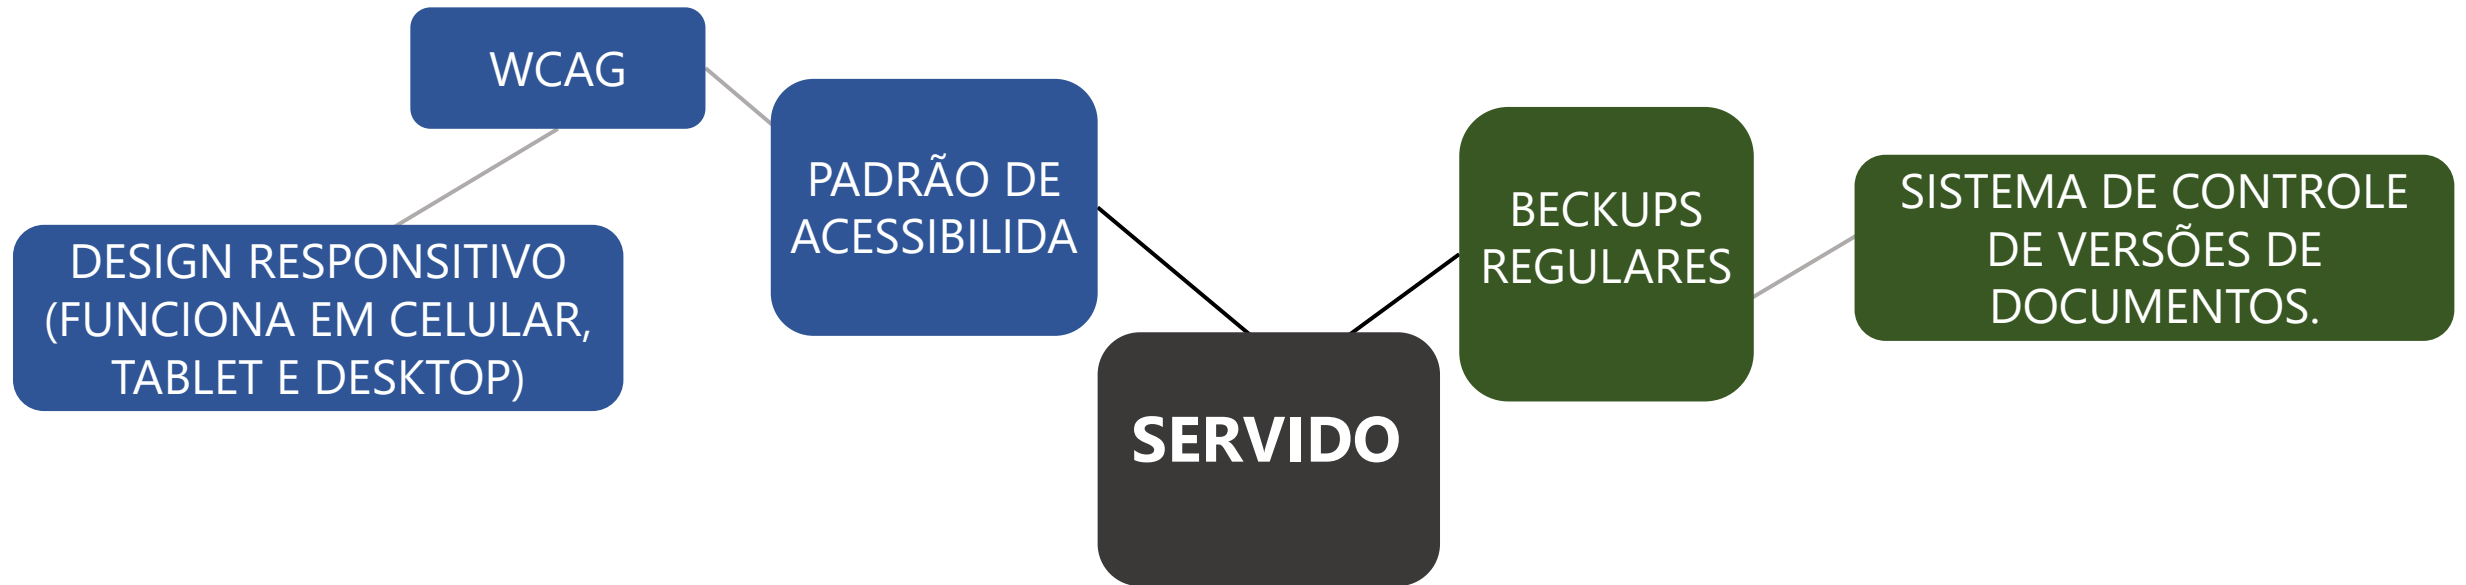 WCAG
PADRÃO DE
ACESSIBILIDA
DESIGN RESPONSITIVO
(FUNCIONA EM CELULAR,
TABLET E DESKTOP)
BECKUPS
REGULARES
SISTEMA DE CONTROLE
DE VERSÕES DE
DOCUMENTOS.
SERVIDO